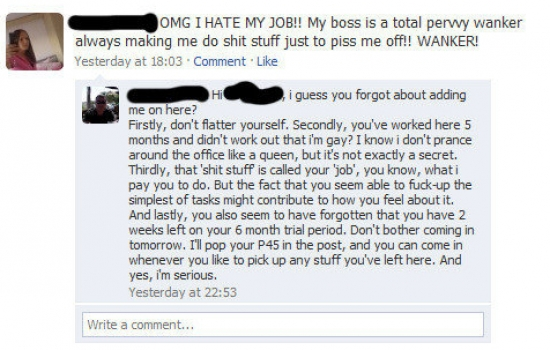 OMG I HATE MY JOB!! My boss is a total pervvy wanker
always making me do shit stuff just to piss me off!! WANKER!
Yesterday at 18:03 · Comment · Like
Hi , i guess you forgot about adding
me on here?
Firstly, don't flatter yourself. Secondly, you've worked here 5
months and didn't work out that i'm gay? I know i don't prance
around the office like a queen, but it's not exactly a secret.
Thirdly, that 'shit stuff' is called your 'job', you know, what i
pay you to do. But the fact that you seem able to fuck-up the
simplest of tasks might contribute to how you feel about it.
And lastly, you also seem to have forgotten that you have 2
weeks left on your 6 month trial period. Don't bother coming in
tomorrow. I'll pop your P45 in the post, and you can come in
whenever you like to pick up any stuff you've left here. And
yes, i'm serious.
Yesterday at 22:53
Write a comment...